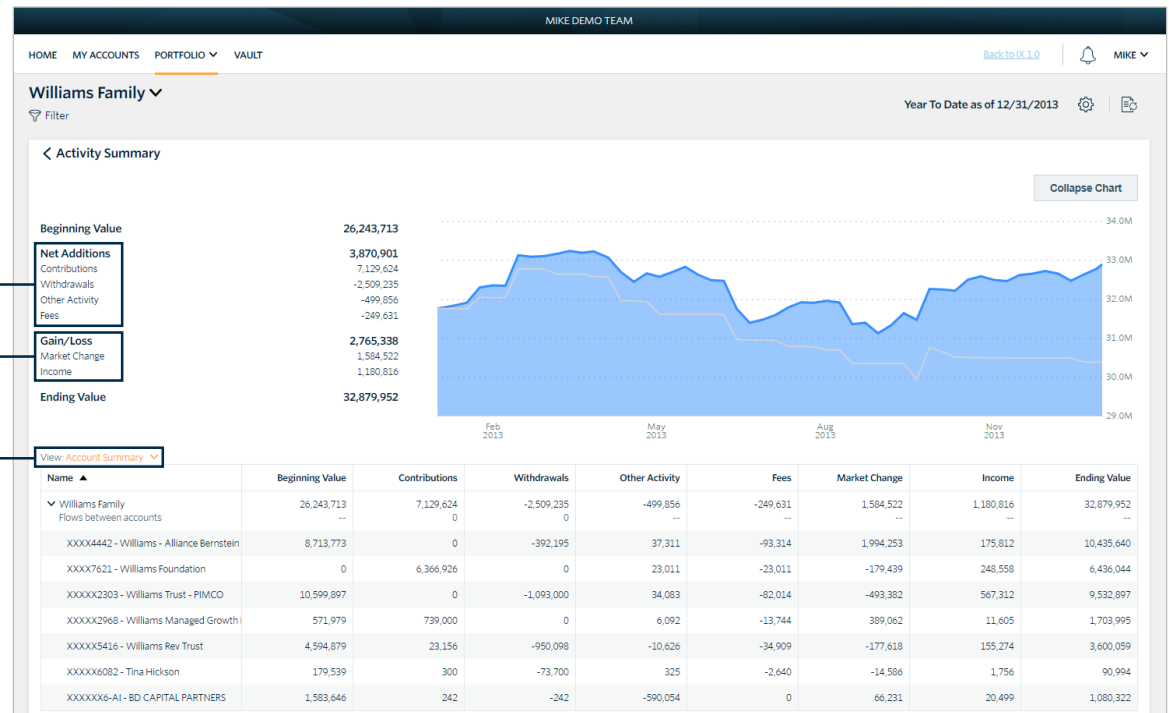 MIKE DEMO TEAM
HOME MY ACCOUNTS PORTFOLIO VAULT Back to IX 1.0 MIKE
Williams Family
Filter
Year To Date as of 12/31/2013
Activity Summary
Collapse Chart
Beginning Value 26,243,713
Net Additions 3,870,901
Contributions 7,129,624
Withdrawals -2,509,235
Other Activity -499,856
Fees -249,631
Gain/Loss 2,765,338
Market Change 1,584,522
Income 1,180,816
Ending Value 32,879,952
34.0M
33.0M
32.0M
31.0M
30.0M
29.0M
Feb May Aug Nov
2013 2013 2013 2013
View: Account Summary
Name Beginning Value Contributions Withdrawals Other Activity Fees Market Change Income Ending Value
Williams Family 26,243,713 7,129,624 -2,509,235 -499,856 -249,631 1,584,522 1,180,816 32,879,952
Flows between accounts -- 0 0 -- -- -- -- --
XXXX4442 - Williams - Alliance Bernstein 8,713,773 0 -392,195 37,311 -93,314 1,994,253 175,812 10,435,640
XXXX7621 - Williams Foundation 0 6,366,926 0 23,011 -23,011 -179,439 248,558 6,436,044
XXXXX2303 - Williams Trust - PIMCO 10,599,897 0 -1,093,000 34,083 -82,014 -493,382 567,312 9,532,897
XXXXX2968 - Williams Managed Growth 571,979 739,000 0 6,092 -13,744 389,062 11,605 1,703,995
XXXXX5416 - Williams Rev Trust 4,594,879 23,156 -950,098 -10,626 -34,909 -177,618 155,274 3,600,059
XXXXX6082 - Tina Hickson 179,539 300 -73,700 325 -2,640 -14,586 1,756 90,994
XXXXXX6-AI - BD CAPITAL PARTNERS 1,583,646 242 -242 -590,054 0 66,231 20,499 1,080,322